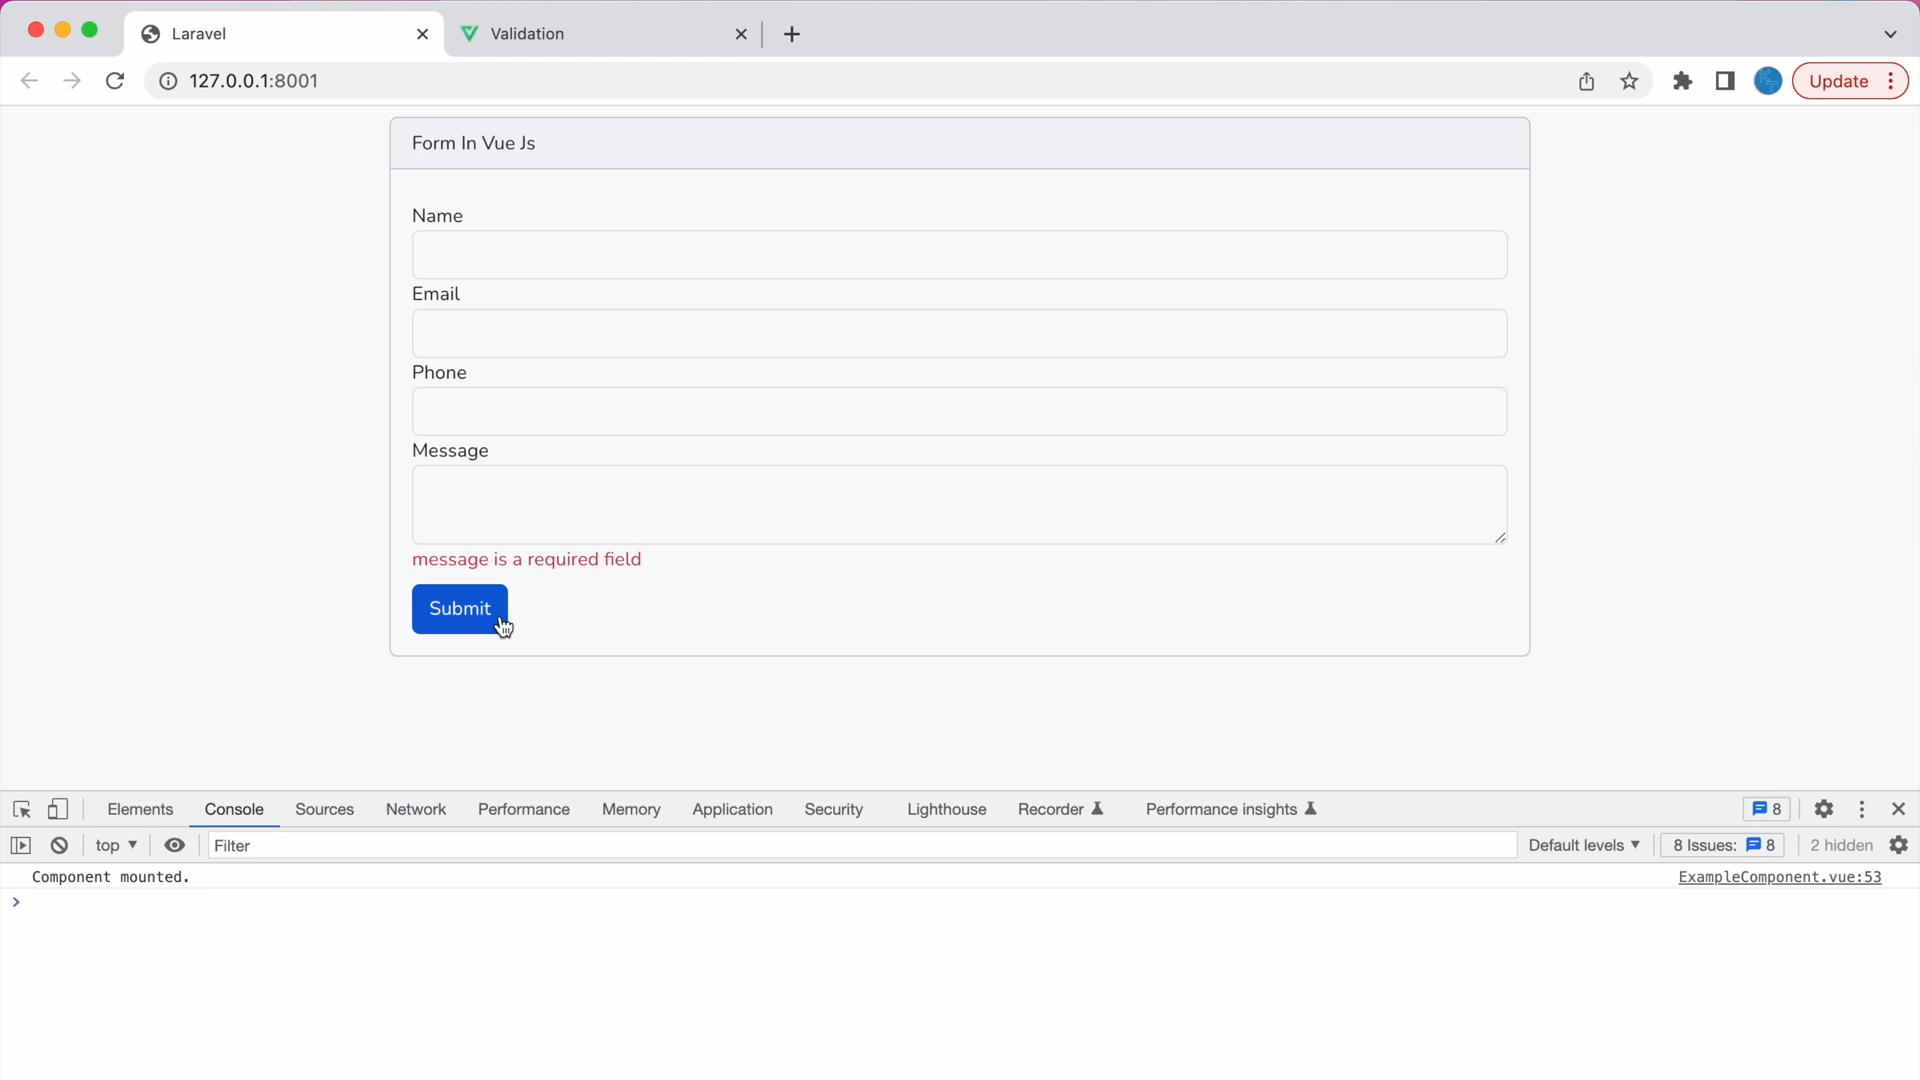 Laravel
Validation
127.0.0.1:8001
Update
Form In Vue Js
Name
Email
Phone
Message
message is a required field
Submit
Elements Console Sources Network Performance Memory Application Security Lighthouse Recorder Performance insights 8
top Filter Default levels 8 Issues: 8 2 hidden
Component mounted. ExampleComponent.vue:53